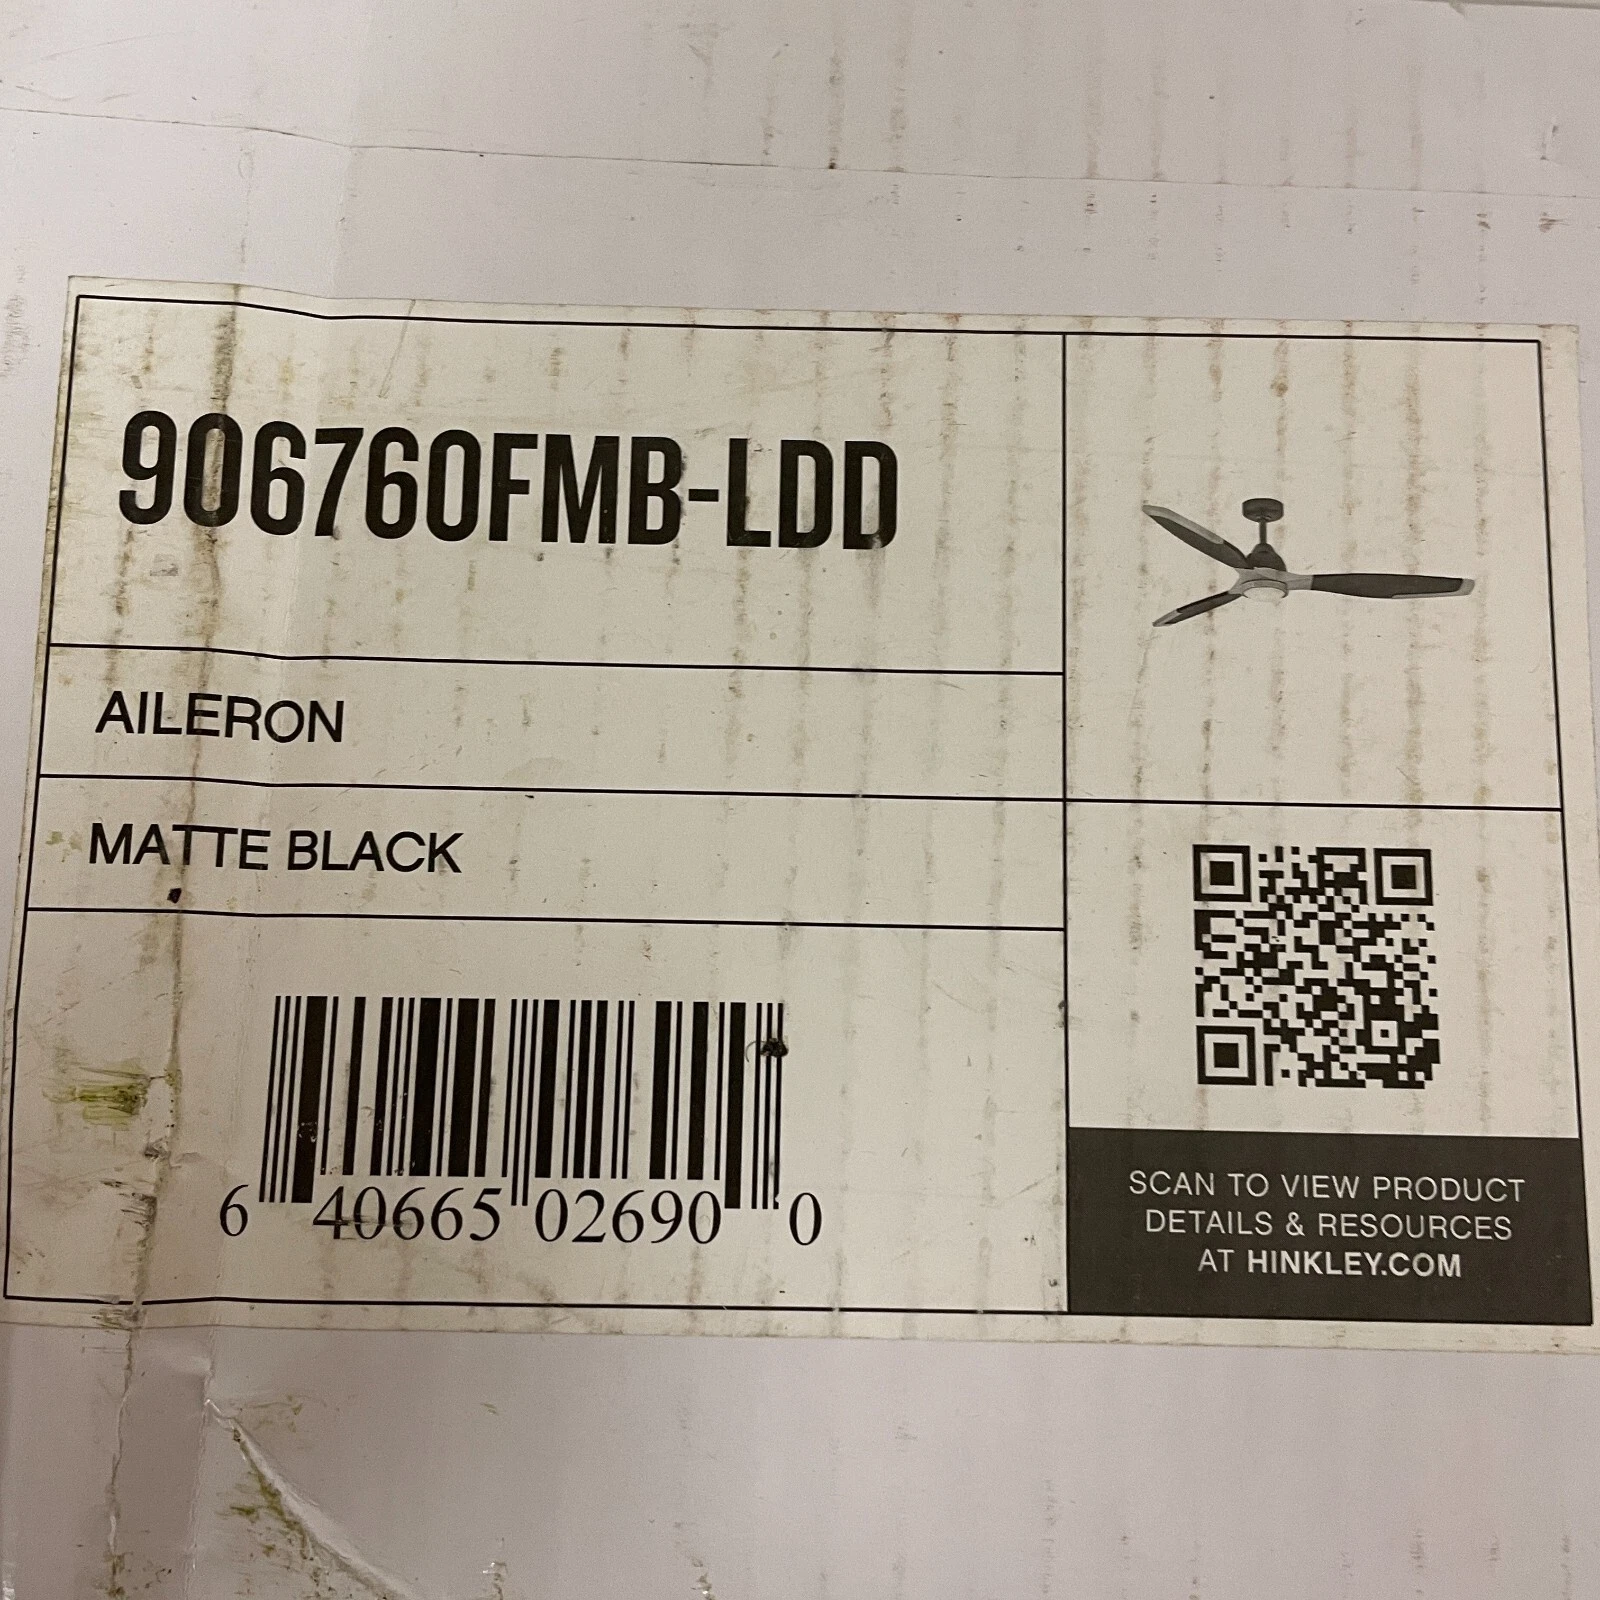 906760FMB-LDD
AILERON
MATTE BLACK
6 40665 02690 0
SCAN TO VIEW PRODUCT
DETAILS & RESOURCES
AT HINKLEY.COM